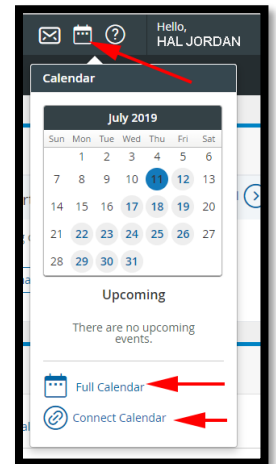 Hello,
HAL JORDAN
Calendar
July 2019
Sun Mon Tue Wed Thu Fri Sat
1 2 3 4 5 6
7 8 9 10 11 12 13
14 15 16 17 18 19 20
21 22 23 24 25 26 27
28 29 30 31
Upcoming
There are no upcoming
events.
Full Calendar
Connect Calendar